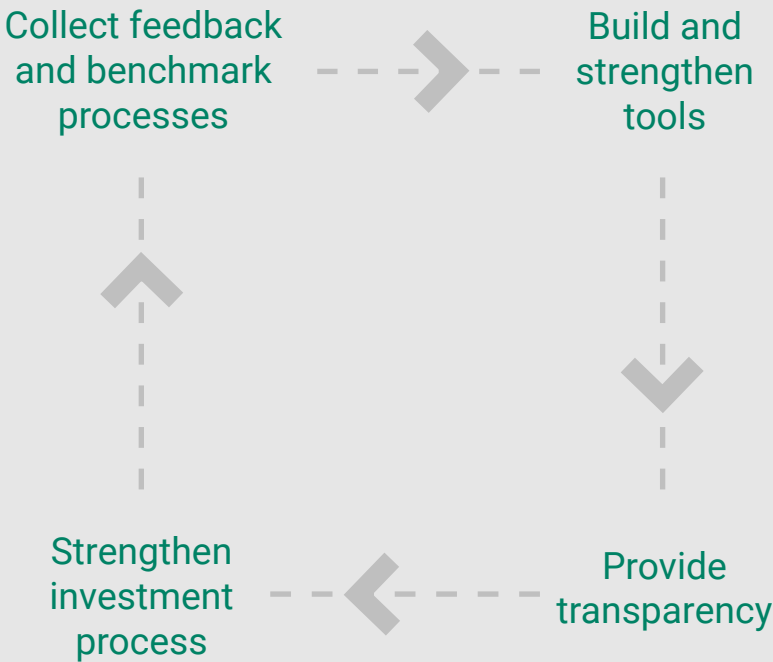 Collect feedback
and benchmark
processes
Build and
strengthen
tools
Provide
transparency
Strengthen
investment
process